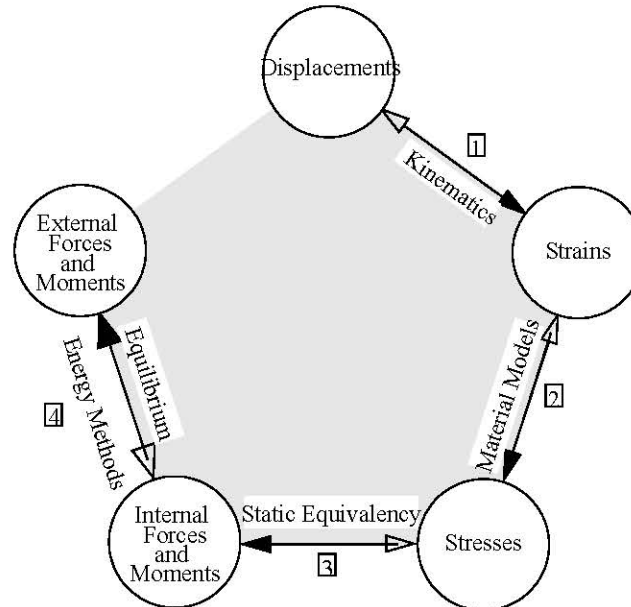 Displacements
1
Kinematics
External
Forces
and
Moments
Strains
Equilibrium
Energy Methods
4
Material Models
2
Internal
Forces
and
Moments
Static Equivalency
3
Stresses